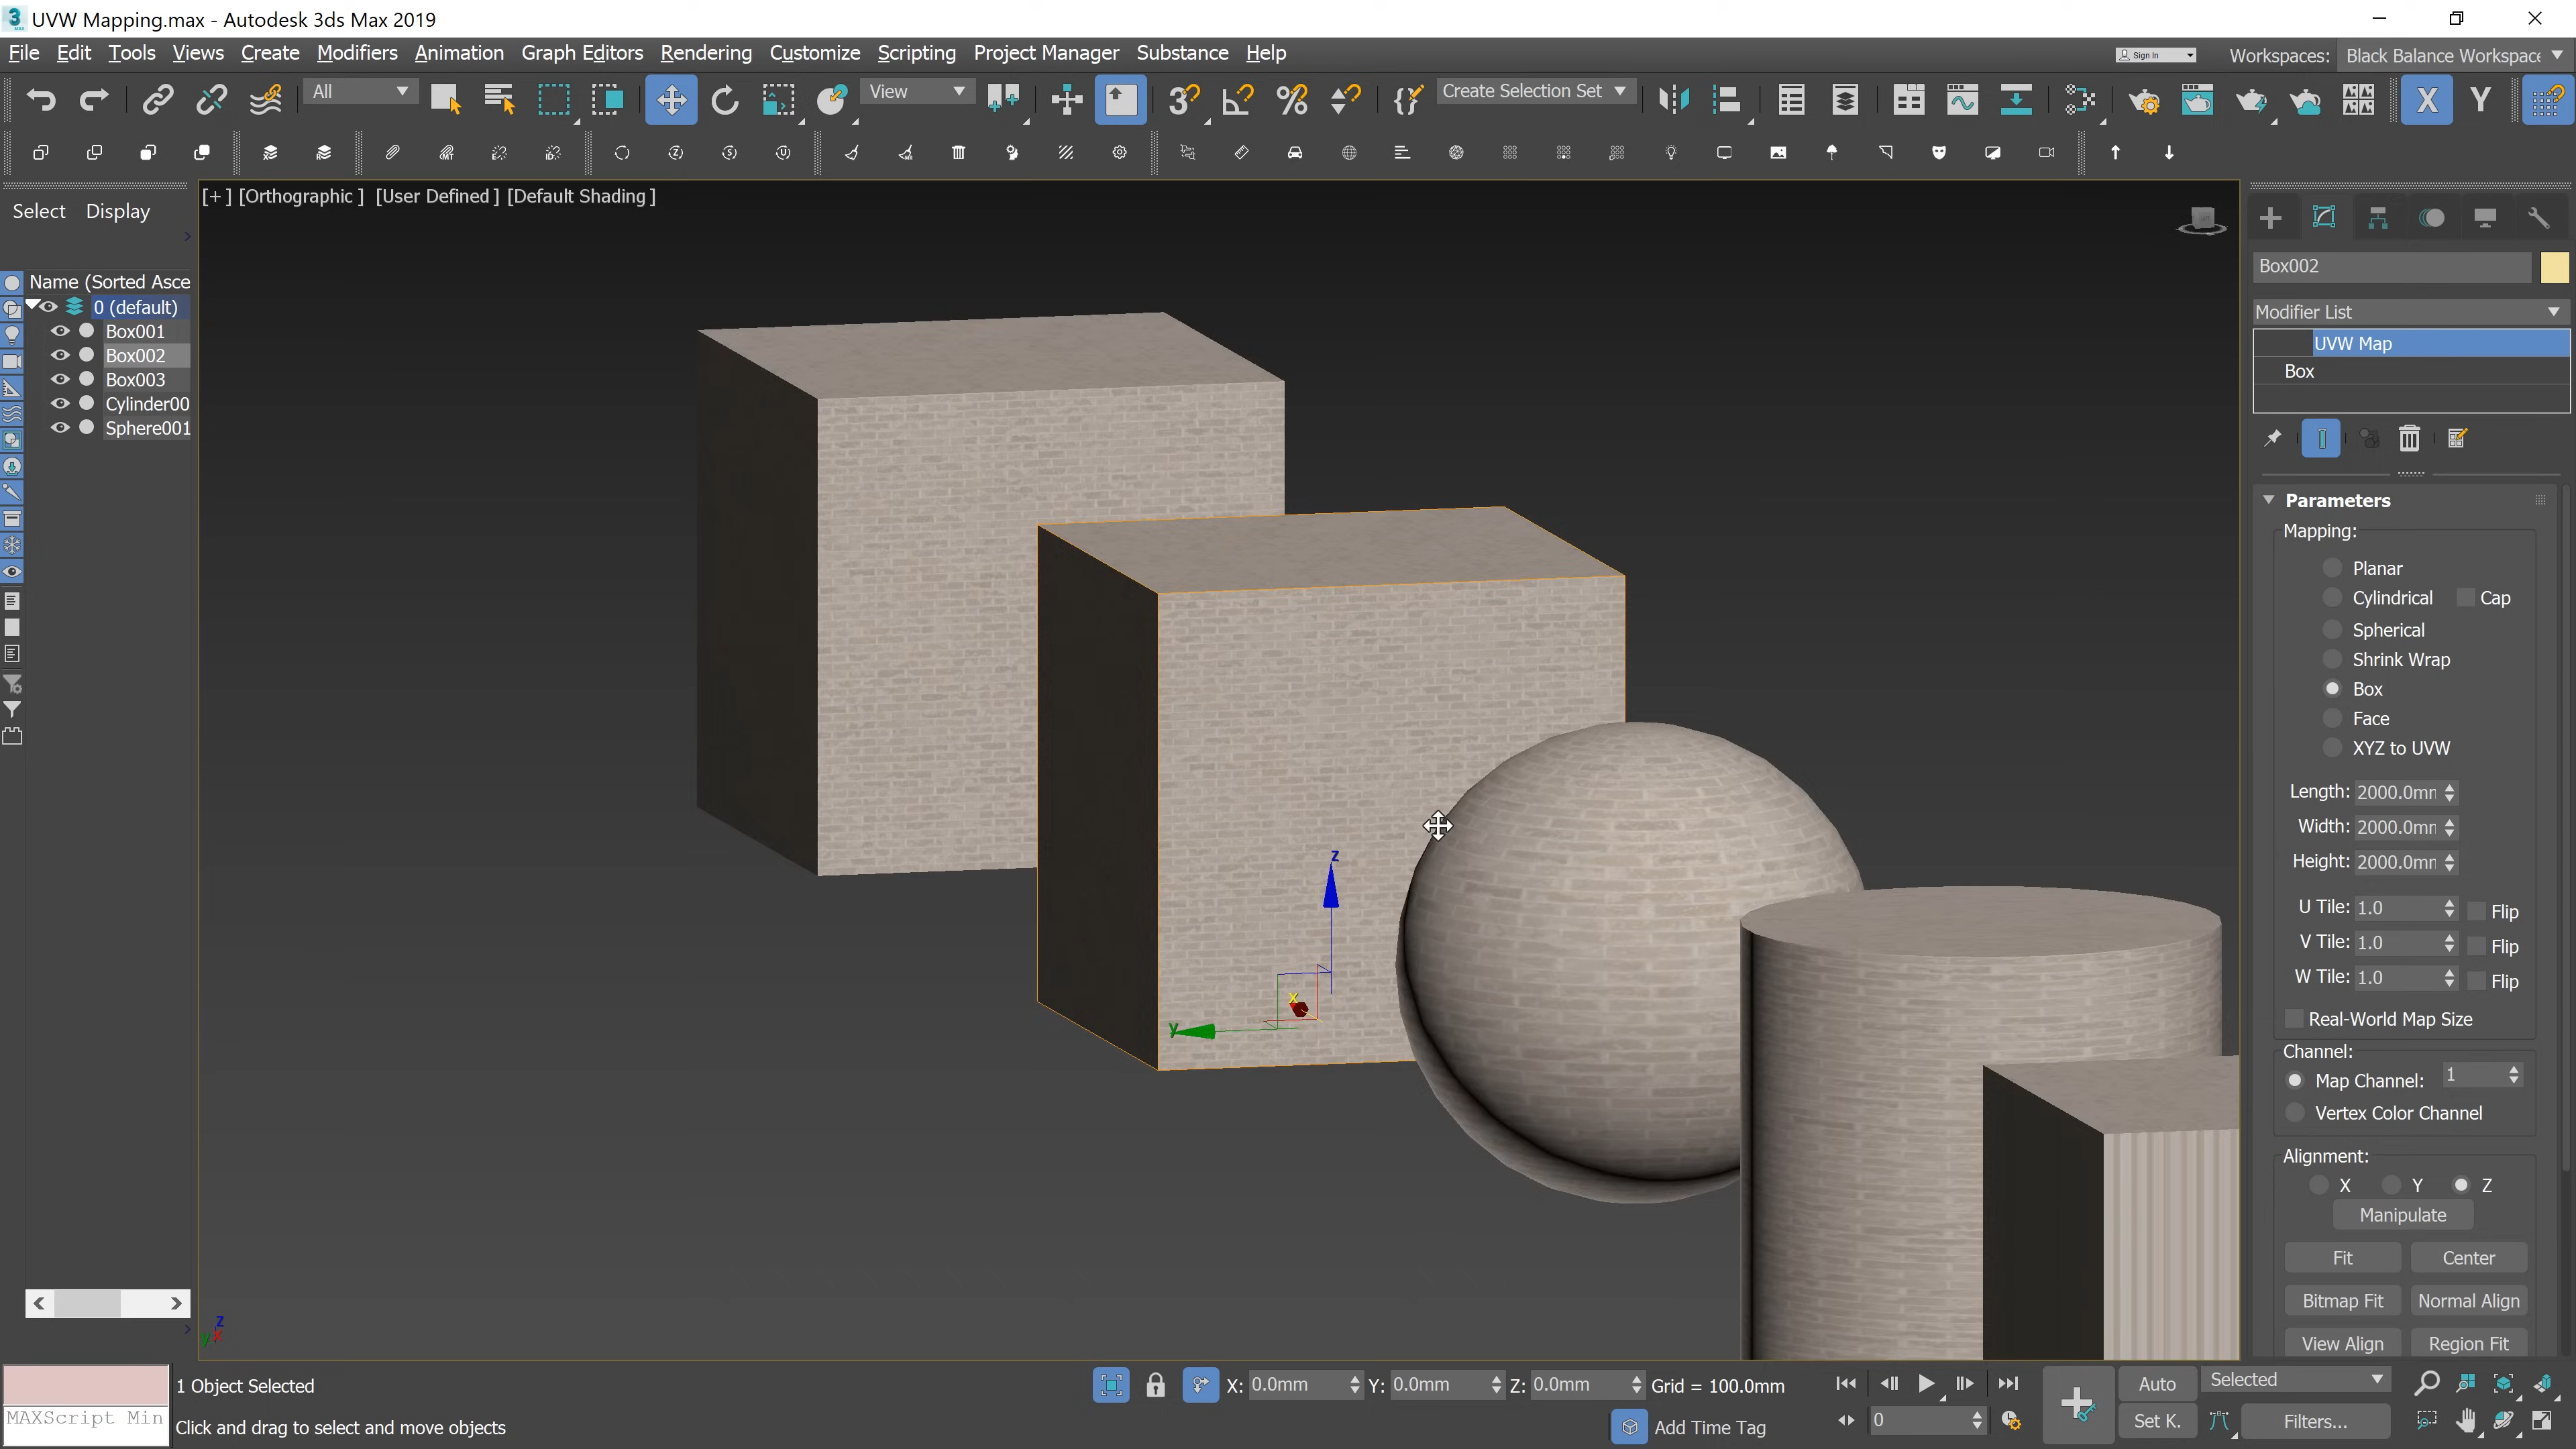 UVW Mapping.max - Autodesk 3ds Max 2019
File Edit Tools Views Create Modifiers Animation Graph Editors Rendering Customize Scripting Project Manager Substance Help
Sign In
Workspaces: Black Balance Workspace
All
View
Create Selection Set
X Y
Select Display
[+] [Orthographic] [User Defined] [Default Shading]
Name (Sorted Asce
0 (default)
Box001
Box002
Box003
Cylinder00
Sphere001
Box002
Modifier List
UVW Map
Box
Parameters
Mapping:
Planar
Cylindrical Cap
Spherical
Shrink Wrap
Box
Face
XYZ to UVW
Length: 2000.0mm
Width: 2000.0mm
Height: 2000.0mm
U Tile: 1.0 Flip
V Tile: 1.0 Flip
W Tile: 1.0 Flip
Real-World Map Size
Channel:
Map Channel: 1
Vertex Color Channel
Alignment:
X Y Z
Manipulate
Fit Center
Bitmap Fit Normal Align
View Align Region Fit
z
x
y
z
y x
MAXScript Min
1 Object Selected
Click and drag to select and move objects
X: 0.0mm Y: 0.0mm Z: 0.0mm Grid = 100.0mm
Add Time Tag
0
Auto Selected
Set K. Filters...